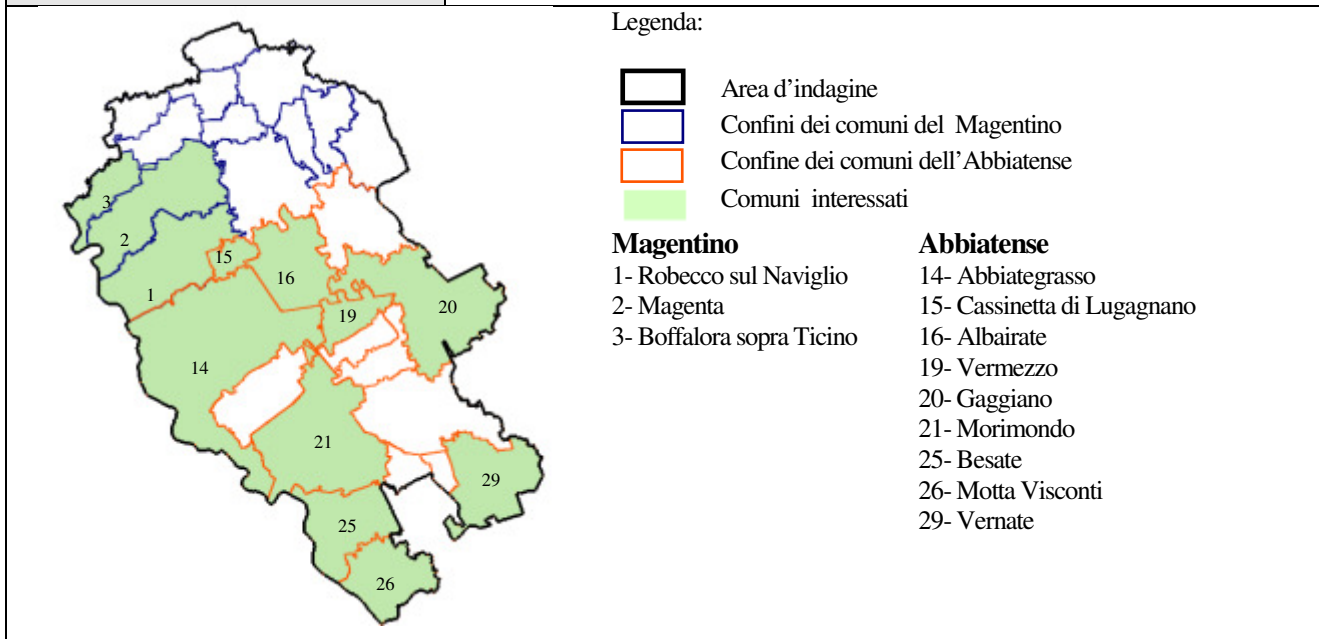 Legenda:
Area d'indagine
Confini dei comuni del Magentino
Confine dei comuni dell'Abbiatense
Comuni interessati
Magentino
1- Robecco sul Naviglio
2- Magenta
3- Boffalora sopra Ticino
Abbiatense
14- Abbiategrasso
15- Cassinetta di Lugagnano
16- Albairate
19- Vermezzo
20- Gaggiano
21- Morimondo
25- Besate
26- Motta Visconti
29- Vernate
3
2
15
1
16
20
19
14
21
29
25
26